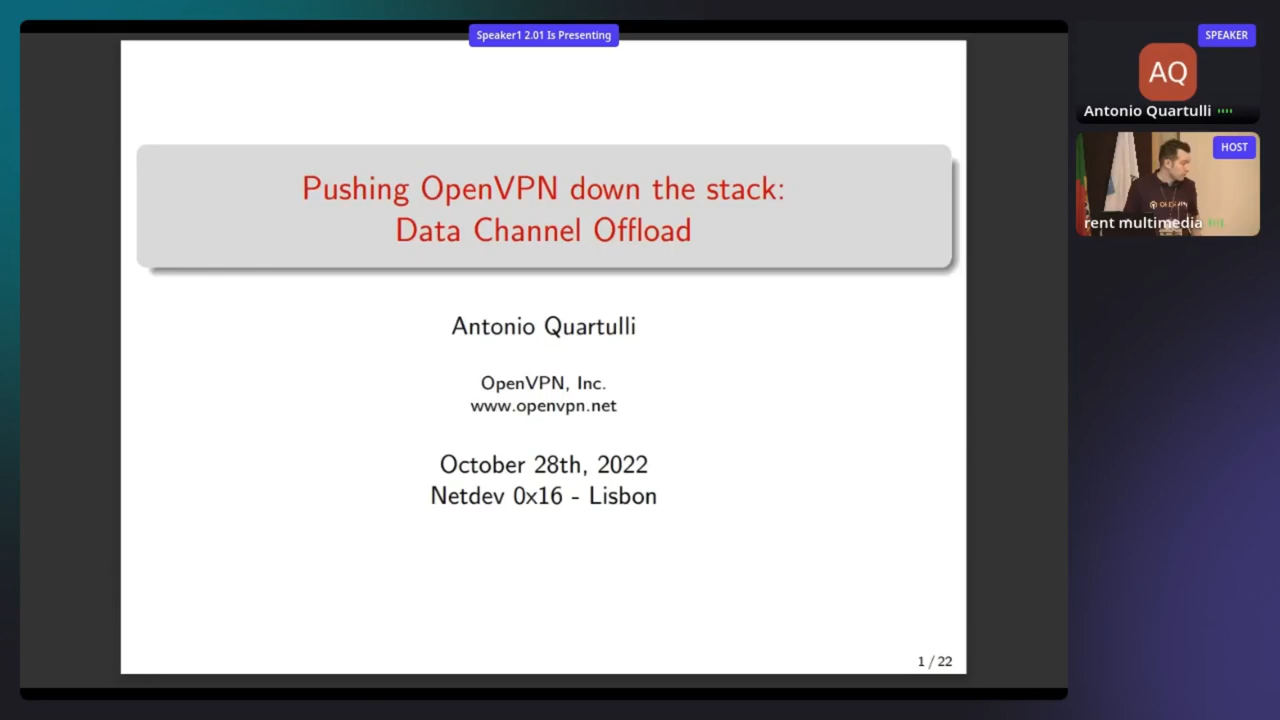 Speaker1 2.01 Is Presenting
Pushing OpenVPN down the stack:
Data Channel Offload
Antonio Quartulli
OpenVPN, Inc.
www.openvpn.net
October 28th, 2022
Netdev 0x16 - Lisbon
1 / 22
SPEAKER
AQ
Antonio Quartulli
HOST
rent multimedia